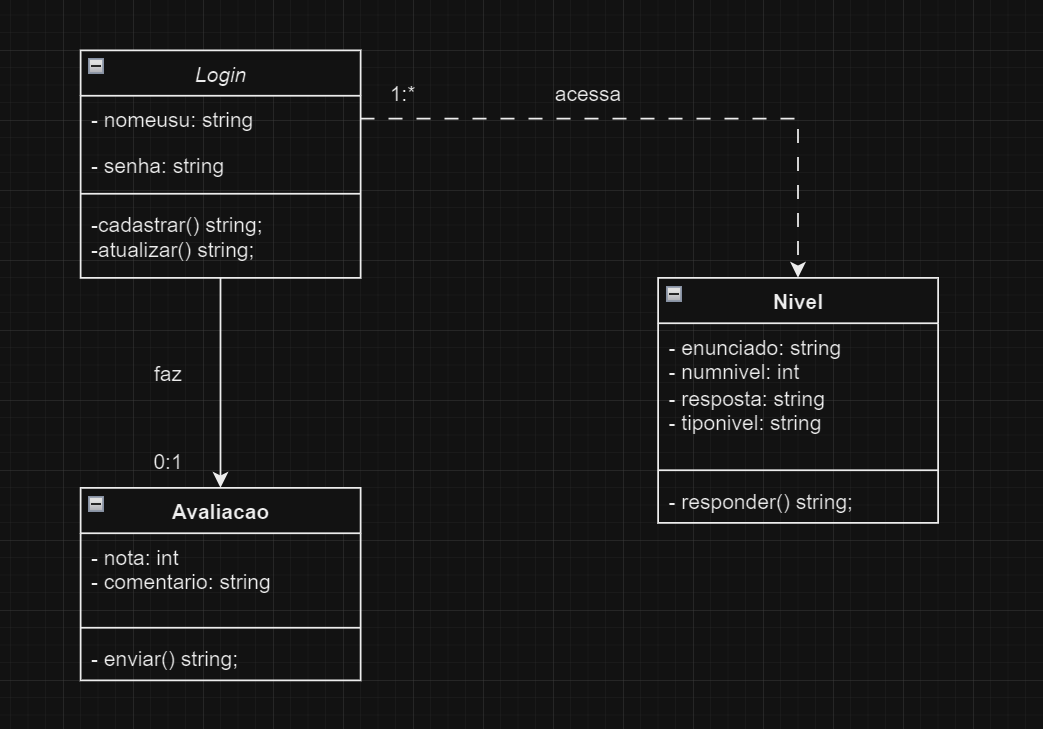 Login
- nomeusu: string
- senha: string
-cadastrar() string;
-atualizar() string;
1:*
acessa
faz
0:1
Nivel
- enunciado: string
- numnivel: int
- resposta: string
- tiponivel: string
- responder() string;
Avaliacao
- nota: int
- comentario: string
- enviar() string;